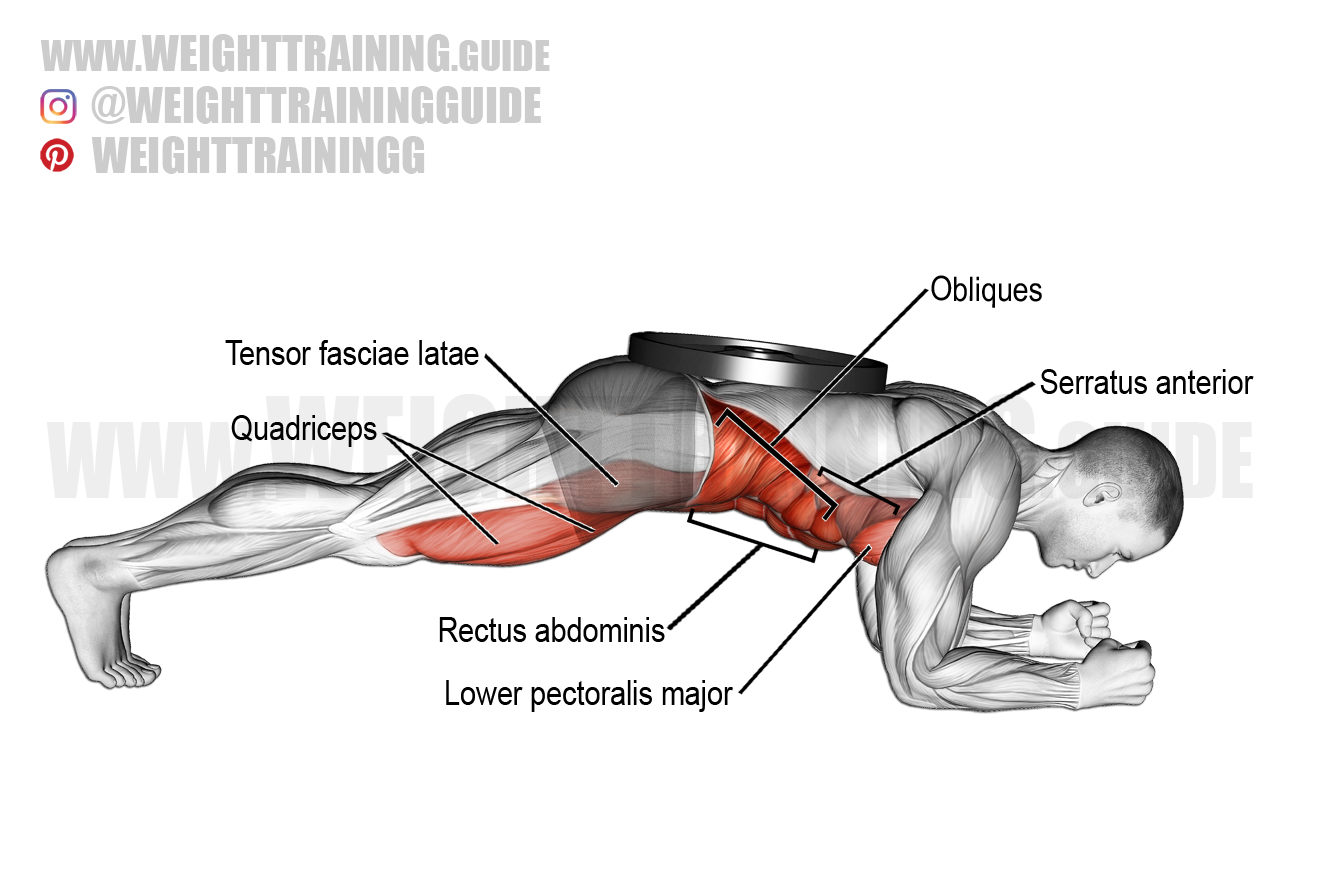 WWW.WEIGHTTRAINING.GUIDE
@WEIGHTTRAININGGUIDE
WEIGHTTRAININGG
Obliques
Tensor fasciae latae
Serratus anterior
Quadriceps
WWW.WEIGHTTRAINING.GUIDE
Rectus abdominis
Lower pectoralis major